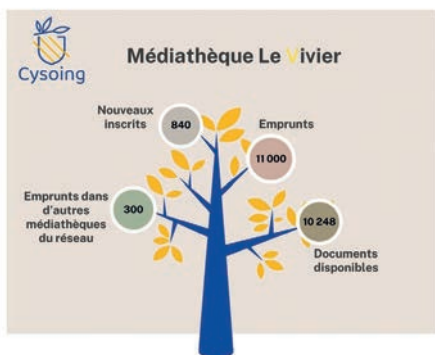 Cysoing
Médiathèque Le Vivier
Nouveaux
inscrits
840
Emprunts
11 000
Emprunts dans
d'autres
médiathèques
du réseau
300
10 248
Documents
disponibles